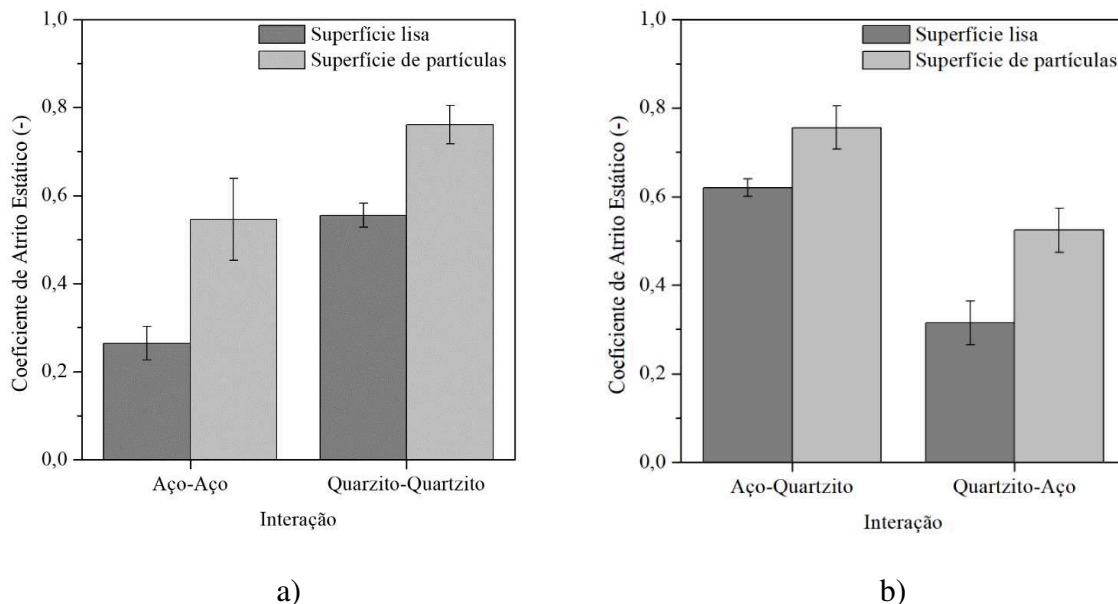 Coeficiente de Atrito Estático (-)
1,0
0,8
0,6
0,4
0,2
0,0
Superfície lisa
Superfície de partículas
Aço-Aço
Quarzito-Quartzito
Interação
a)
Coeficiente de Atrito Estático (-)
1,0
0,8
0,6
0,4
0,2
0,0
Superfície lisa
Superfície de partículas
Aço-Quartzito
Quartzito-Aço
Interação
b)